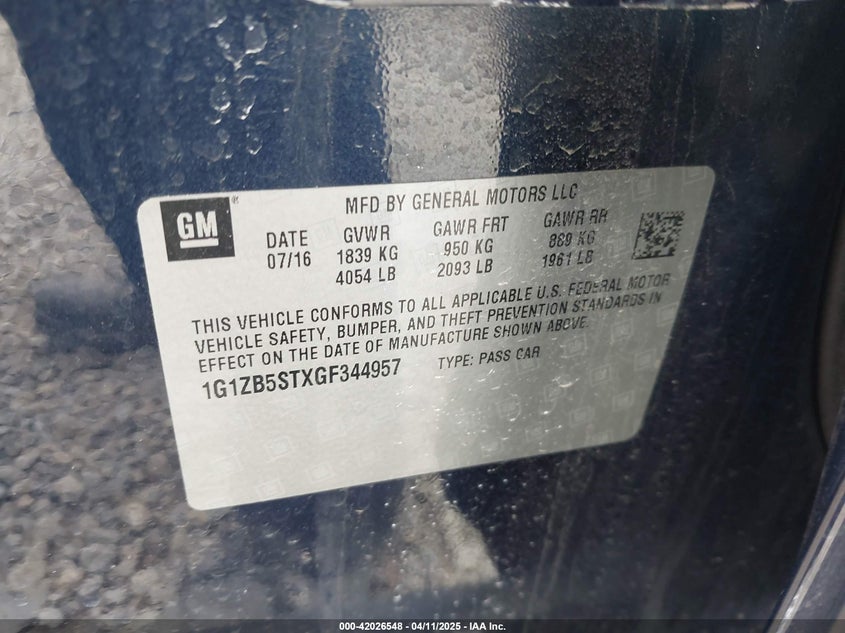 GM
MFD BY GENERAL MOTORS LLC
DATE GVWR GAWR FRT GAWR RR
07/16 1839 KG 950 KG 889 KG
4054 LB 2093 LB 1961 LB
THIS VEHICLE CONFORMS TO ALL APPLICABLE U.S. FEDERAL MOTOR
VEHICLE SAFETY, BUMPER, AND THEFT PREVENTION STANDARDS IN
EFFECT ON THE DATE OF MANUFACTURE SHOWN ABOVE.
1G1ZB5STXGF344957 TYPE: PASS CAR
000-42026548 - 04/11/2025 - IAA Inc.